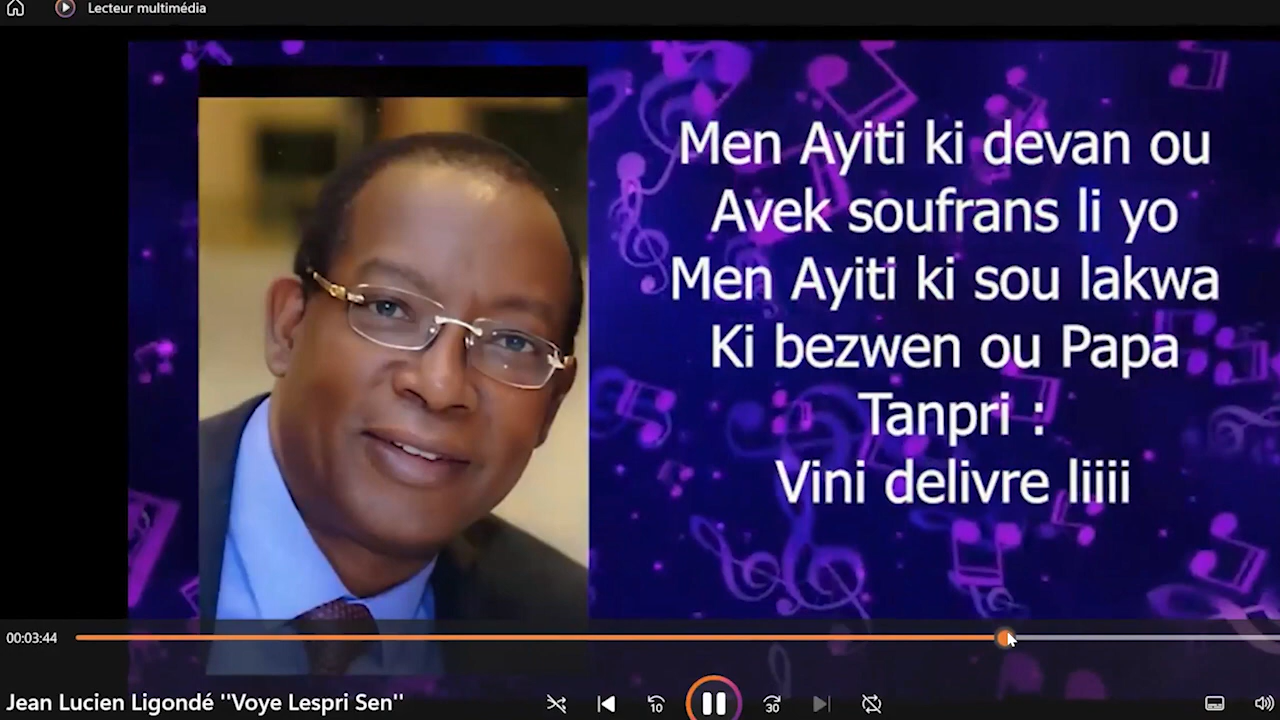 Lecteur multimédia
Men Ayiti ki devan ou
Avek soufrans li yo
Men Ayiti ki sou lakwa
Ki bezwen ou Papa
Tanpri :
Vini delivre liiii
00:03:44
Jean Lucien Ligondé ''Voye Lespri Sen''
10
30